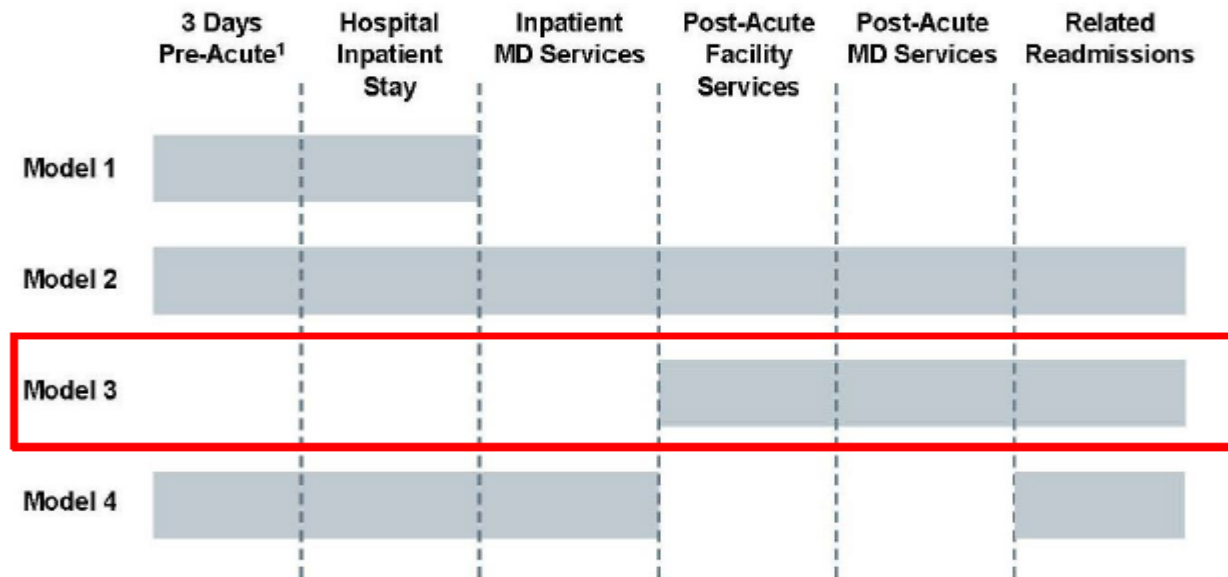 3 Days
Pre-Acute¹
Hospital
Inpatient
Stay
Inpatient
MD Services
Post-Acute
Facility
Services
Post-Acute
MD Services
Related
Readmissions
Model 1
Model 2
Model 3
Model 4